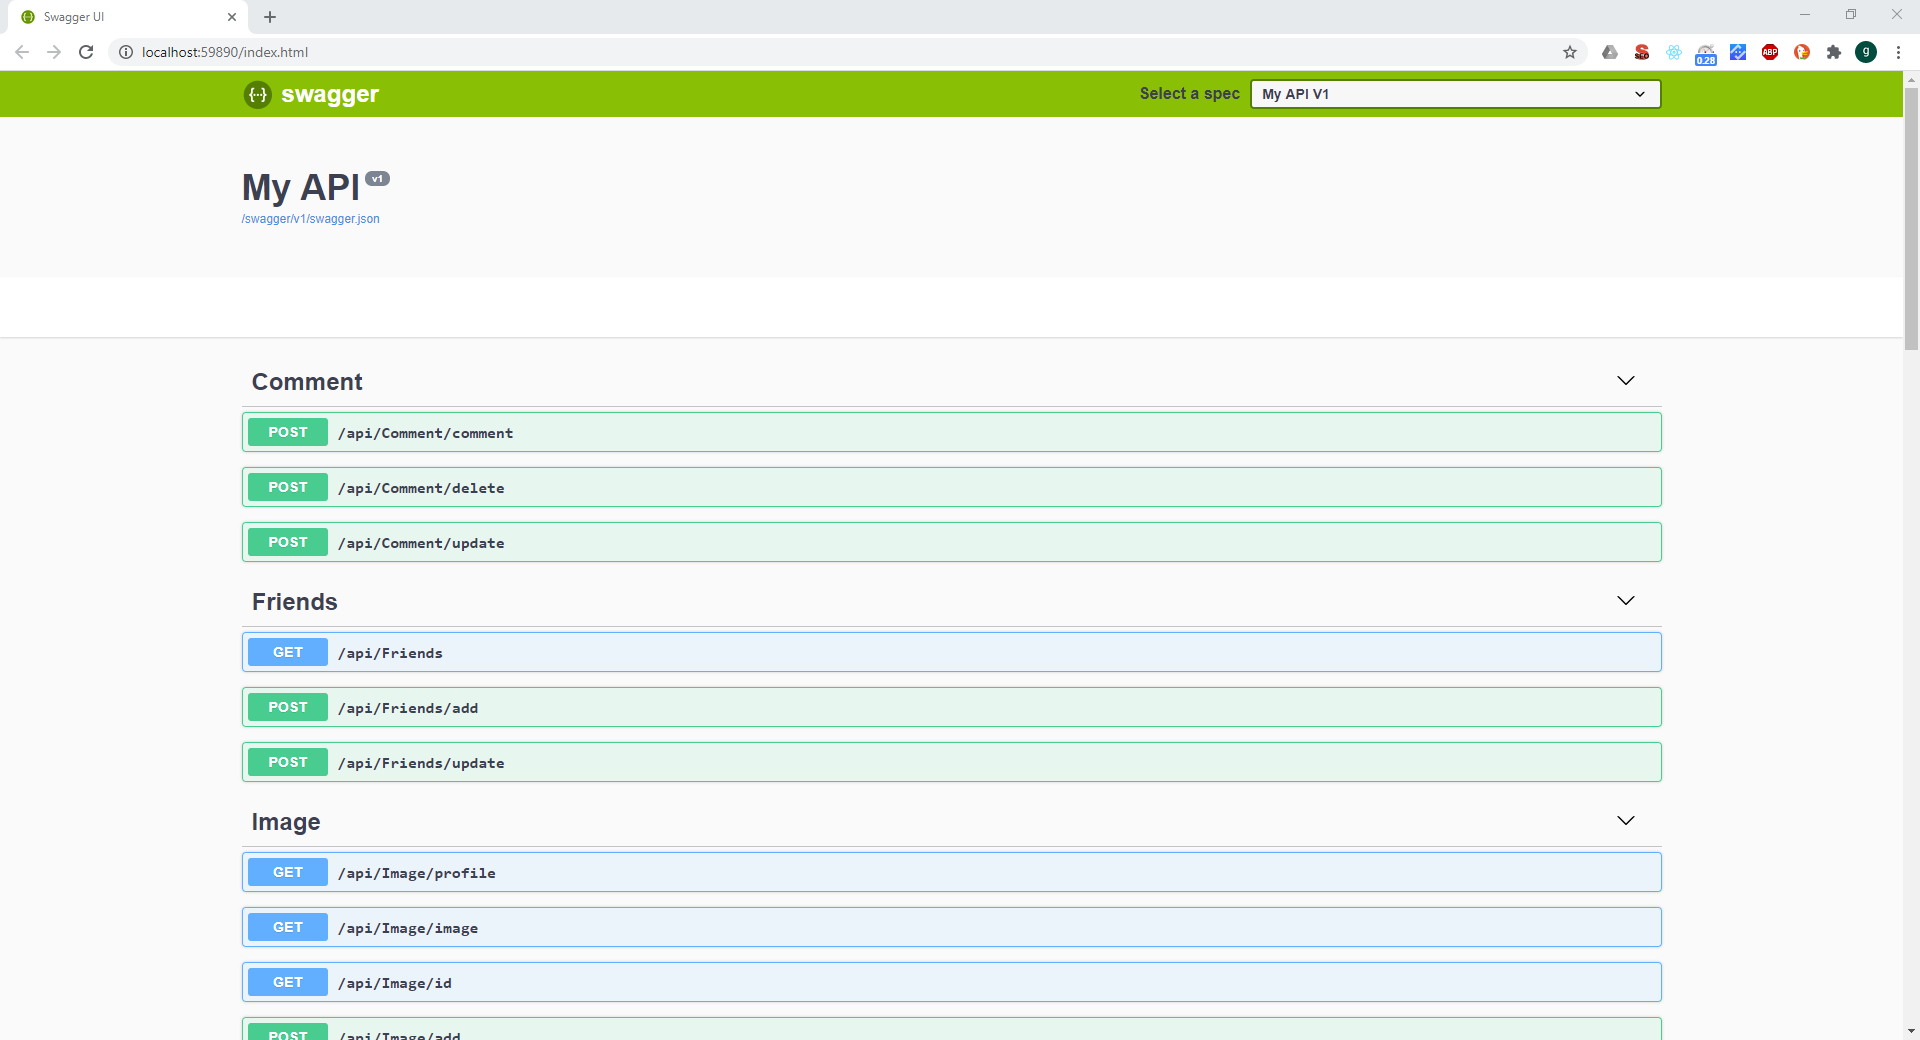 Swagger UI
localhost:59890/index.html
SEO
0.28
ABP
g
{···} swagger
Select a spec
My API V1
My API v1
/swagger/v1/swagger.json
Comment
POST /api/Comment/comment
POST /api/Comment/delete
POST /api/Comment/update
Friends
GET /api/Friends
POST /api/Friends/add
POST /api/Friends/update
Image
GET /api/Image/profile
GET /api/Image/image
GET /api/Image/id
POST /api/Image/add